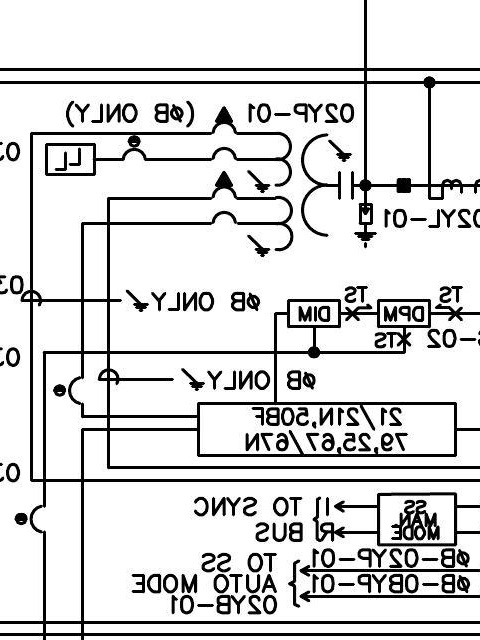 02YP-01 (ØB ONLY)
LL
03
02YL-01
03
ØB ONLY
TS
TS
DPM
DIM
S-02
TS
03
ØB ONLY
21/21N,50BF
79,25,67/67N
03
SS
MAN
MODE
I1 TO SYNC
R BUS
ØB-02YP-01
ØB-0BYP-01
TO SS
AUTO MODE
02YB-01